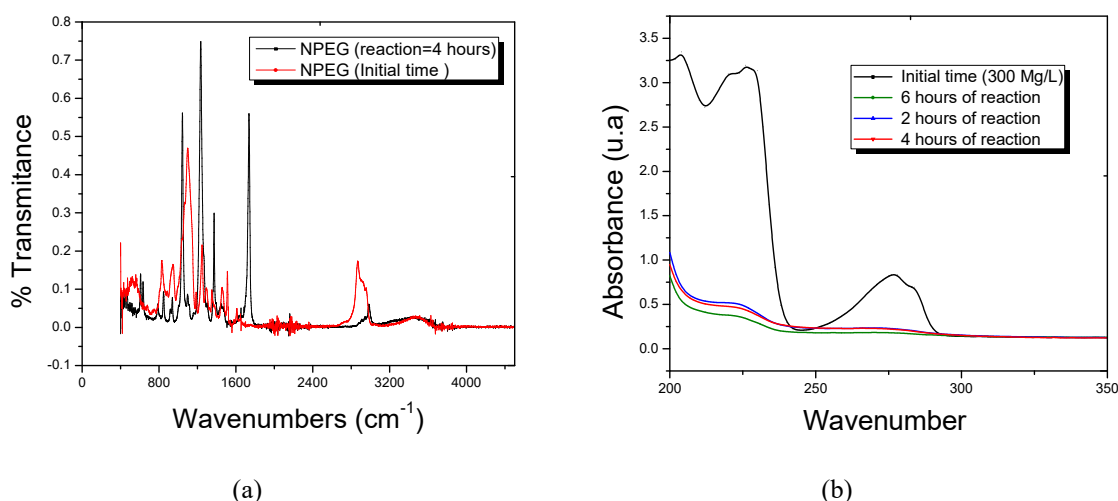 0.8
0.7
0.6
0.5
0.4
0.3
0.2
0.1
0.0
-0.1
0 800 1600 2400 3200 4000
% Transmitance
Wavenumbers (cm-1)
NPEG (reaction=4 hours)
NPEG (Initial time )
(a)
3.5
3.0
2.5
2.0
1.5
1.0
0.5
0.0
200 250 300 350
Absorbance (u.a)
Wavenumber
Initial time (300 Mg/L)
6 hours of reaction
2 hours of reaction
4 hours of reaction
(b)